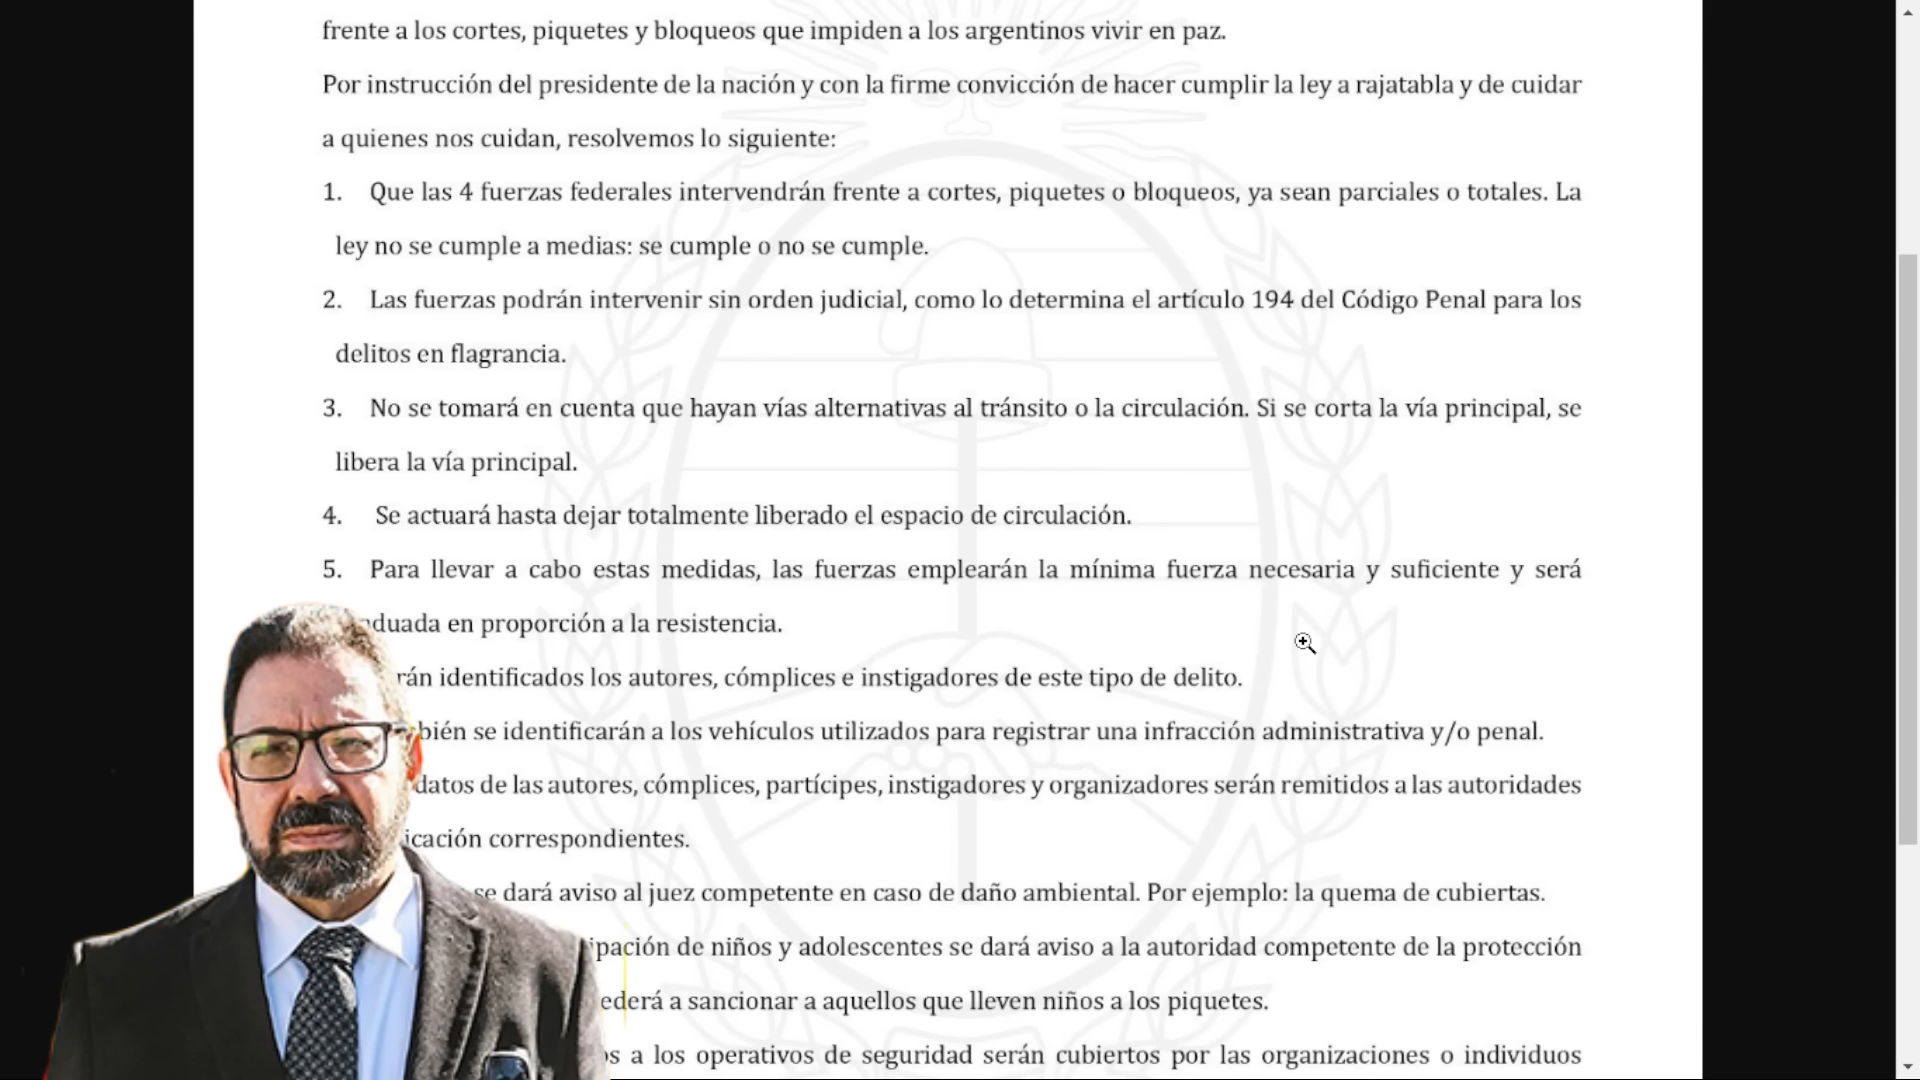 frente a los cortes, piquetes y bloqueos que impiden a los argentinos vivir en paz.
Por instrucción del presidente de la nación y con la firme convicción de hacer cumplir la ley a rajatabla y de cuidar
a quienes nos cuidan, resolvemos lo siguiente:
1. Que las 4 fuerzas federales intervendrán frente a cortes, piquetes o bloqueos, ya sean parciales o totales. La
ley no se cumple a medias: se cumple o no se cumple.
2. Las fuerzas podrán intervenir sin orden judicial, como lo determina el artículo 194 del Código Penal para los
delitos en flagrancia.
3. No se tomará en cuenta que hayan vías alternativas al tránsito o la circulación. Si se corta la vía principal, se
libera la vía principal.
4. Se actuará hasta dejar totalmente liberado el espacio de circulación.
5. Para llevar a cabo estas medidas, las fuerzas emplearán la mínima fuerza necesaria y suficiente y será
duada en proporción a la resistencia.
rán identificados los autores, cómplices e instigadores de este tipo de delito.
bién se identificarán a los vehículos utilizados para registrar una infracción administrativa y/o penal.
datos de las autores, cómplices, partícipes, instigadores y organizadores serán remitidos a las autoridades
icación correspondientes.
se dará aviso al juez competente en caso de daño ambiental. Por ejemplo: la quema de cubiertas.
ipación de niños y adolescentes se dará aviso a la autoridad competente de la protección
ederá a sancionar a aquellos que lleven niños a los piquetes.
s a los operativos de seguridad serán cubiertos por las organizaciones o individuos